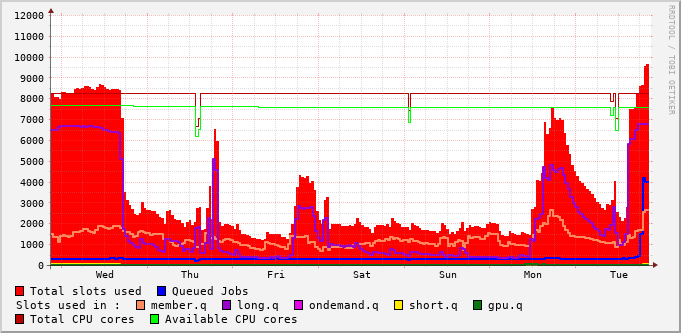 RRDTOOL / TOBI OETIKER
12000
11000
10000
9000
8000
7000
6000
5000
4000
3000
2000
1000
0
Wed Thu Fri Sat Sun Mon Tue
Total slots used Queued Jobs
Slots used in : member.q long.q ondemand.q short.q gpu.q
Total CPU cores Available CPU cores